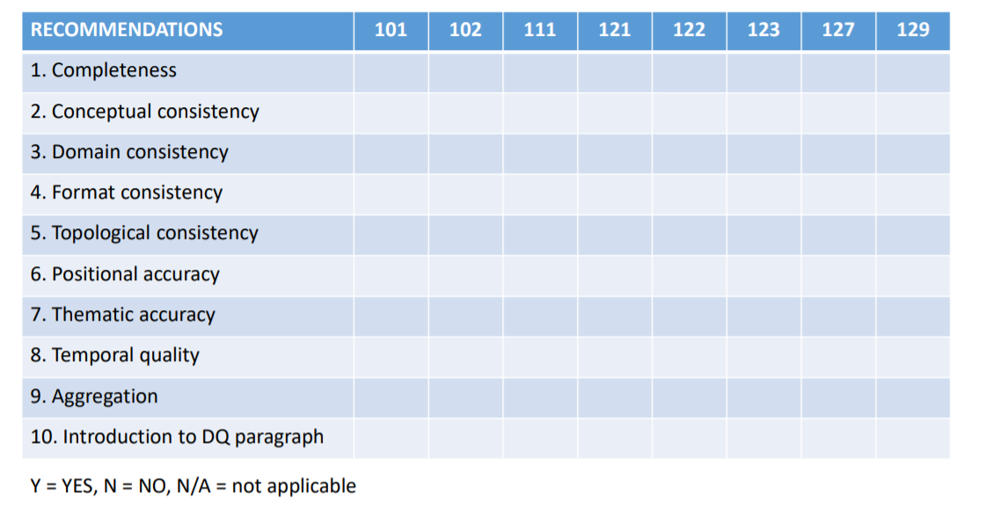 RECOMMENDATIONS 101 102 111 121 122 123 127 129
1. Completeness
2. Conceptual consistency
3. Domain consistency
4. Format consistency
5. Topological consistency
6. Positional accuracy
7. Thematic accuracy
8. Temporal quality
9. Aggregation
10. Introduction to DQ paragraph
Y = YES, N = NO, N/A = not applicable